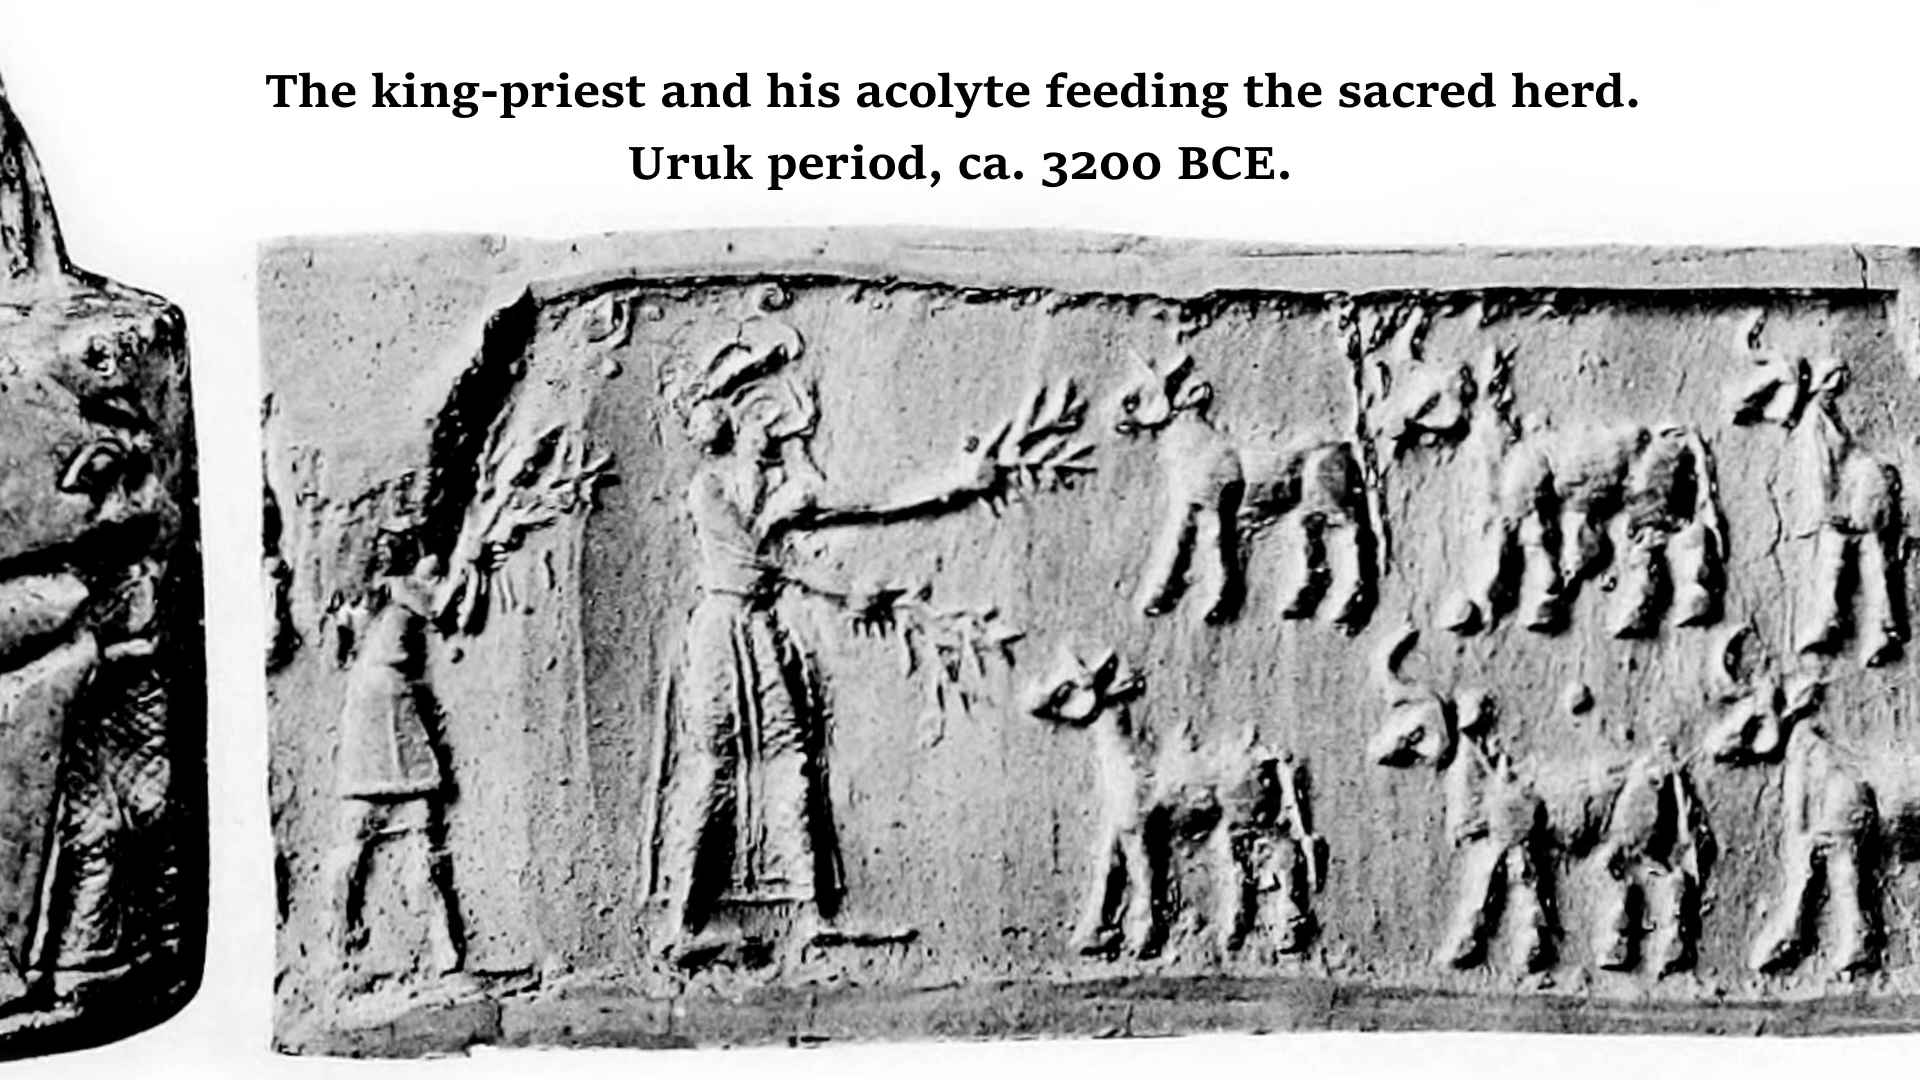 The king-priest and his acolyte feeding the sacred herd.
Uruk period, ca. 3200 BCE.